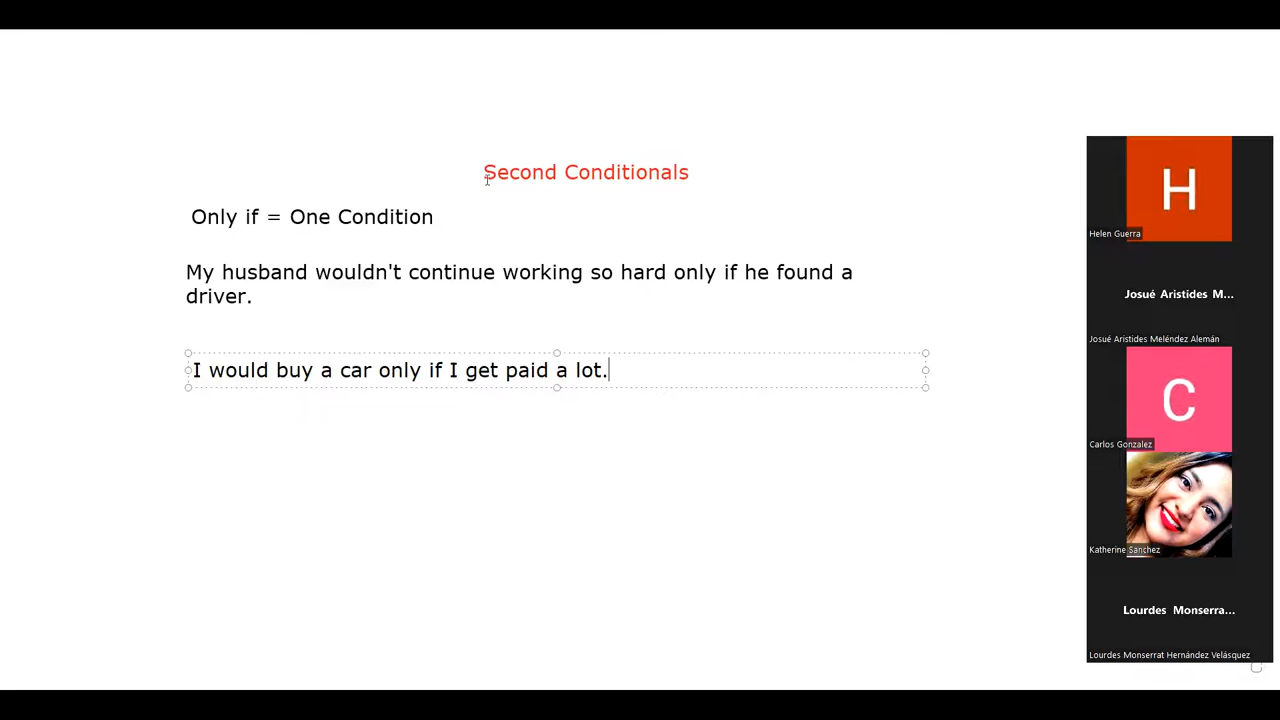 Second Conditionals
Only if = One Condition
My husband wouldn't continue working so hard only if he found a
driver.
I would buy a car only if I get paid a lot.
H
Helen Guerra
Josué Aristides M...
Josué Aristides Meléndez Alemán
C
Carlos Gonzalez
Katherine Sanchez
Lourdes Monserra...
Lourdes Monserrat Hernández Velásquez